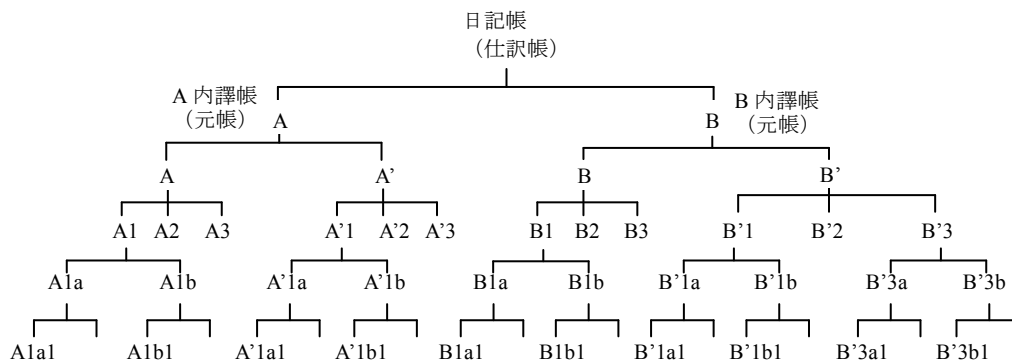 日記帳
（仕訳帳）
A 内譯帳
（元帳）
A
B
B 内譯帳
（元帳）
A A' B B'
A1 A2 A3 A'1 A'2 A'3 B1 B2 B3 B'1 B'2 B'3
A1a A1b A'1a A'1b B1a B1b B'1a B'1b B'3a B'3b
A1a1 A1b1 A'1a1 A'1b1 B1a1 B1b1 B'1a1 B'1b1 B'3a1 B'3b1